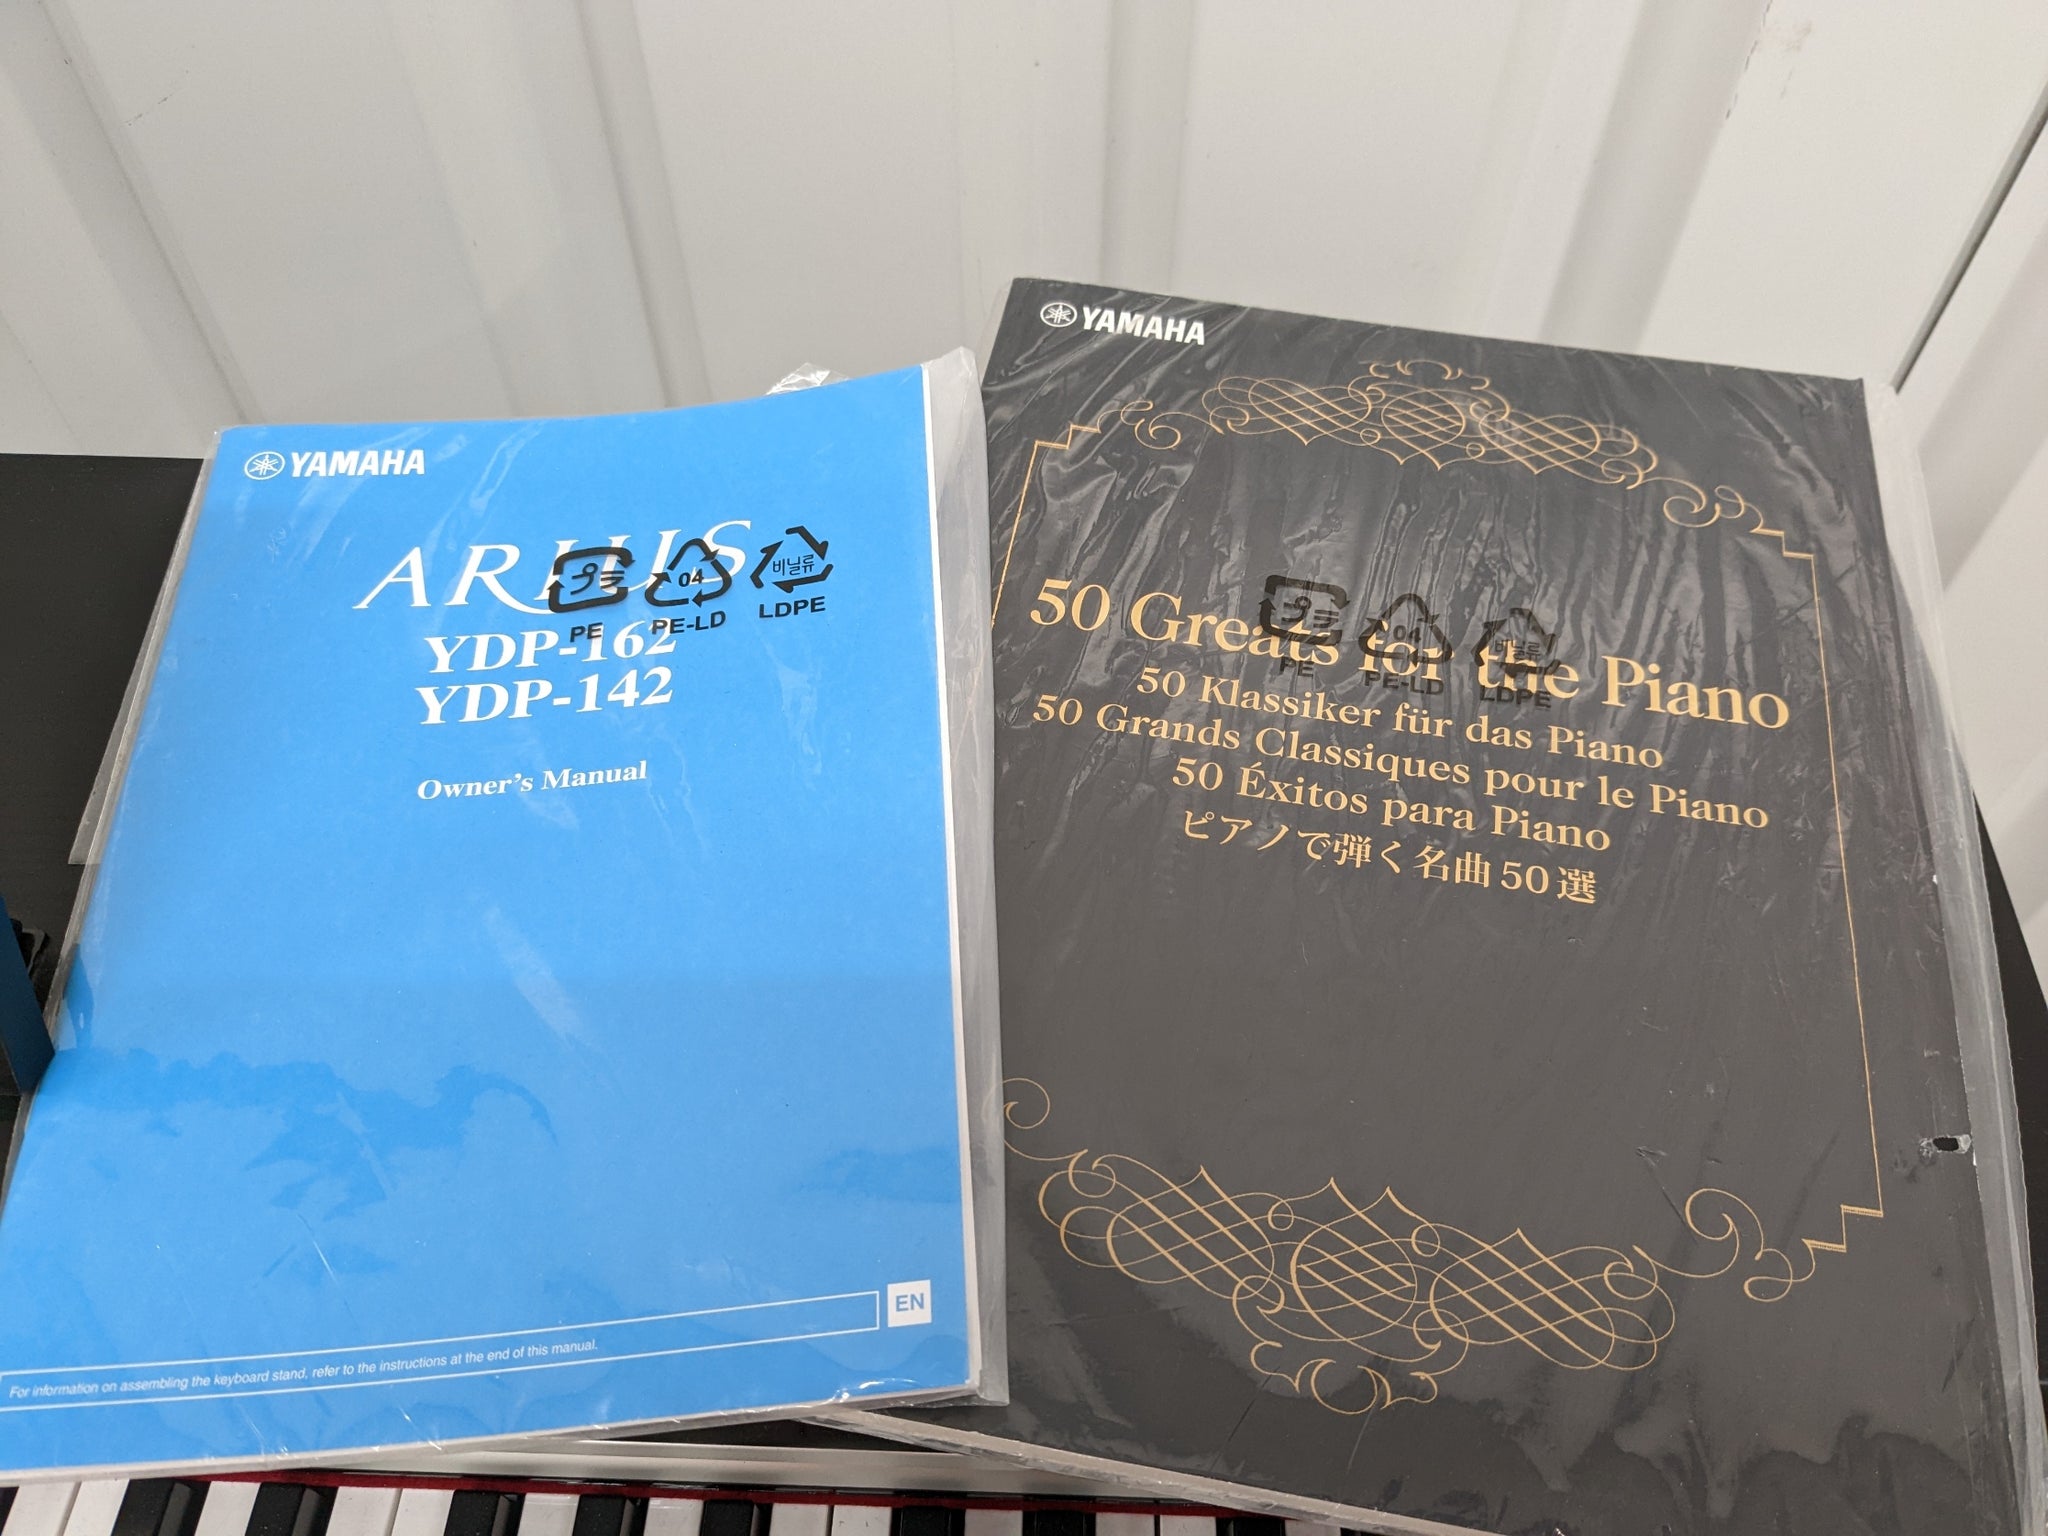 YAMAHA
ARIUS
YDP-162
YDP-142
Owner's Manual
プラ
PE
04
PE-LD
비닐류
LDPE
EN
For information on assembling the keyboard stand, refer to the instructions at the end of this manual.
YAMAHA
50 Greats for the Piano
50 Klassiker für das Piano
50 Grands Classiques pour le Piano
50 Éxitos para Piano
ピアノで弾く名曲50選
プラ
PE
04
PE-LD
비닐류
LDPE